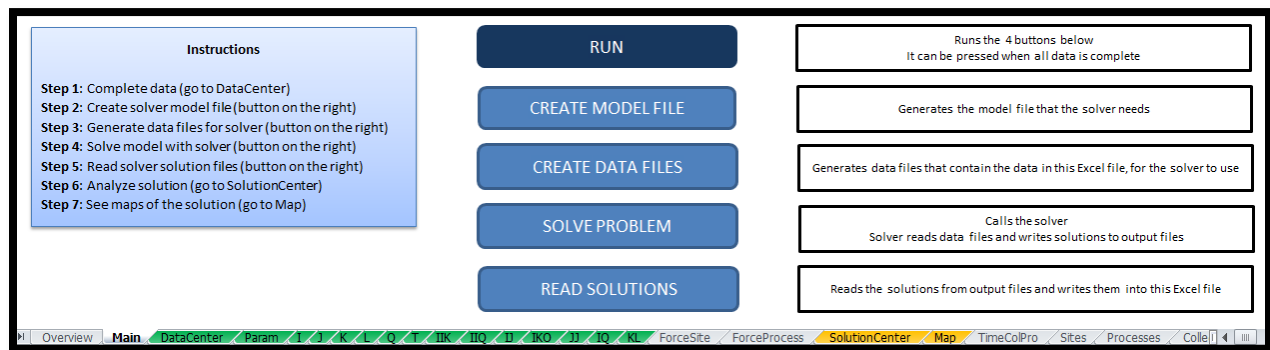 Instructions
Step 1: Complete data (go to DataCenter)
Step 2: Create solver model file (button on the right)
Step 3: Generate data files for solver (button on the right)
Step 4: Solve model with solver (button on the right)
Step 5: Read solver solution files (button on the right)
Step 6: Analyze solution (go to SolutionCenter)
Step 7: See maps of the solution (go to Map)
RUN
Runs the 4 buttons below
It can be pressed when all data is complete
CREATE MODEL FILE
Generates the model file that the solver needs
CREATE DATA FILES
Generates data files that contain the data in this Excel file, for the solver to use
SOLVE PROBLEM
Calls the solver
Solver reads data files and writes solutions to output files
READ SOLUTIONS
Reads the solutions from output files and writes them into this Excel file
Overview Main DataCenter Param I J K L Q T IIK IIQ IJ IKO JJ IQ KL ForceSite ForceProcess SolutionCenter Map TimeColPro Sites Processes Colle